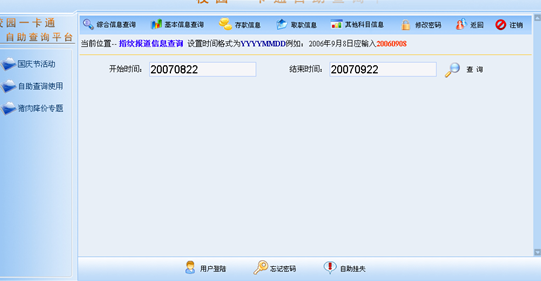 校园一卡通
自助查询平台
国庆节活动
自助查询使用
猪肉降价专题
综合信息查询 基本信息查询 存款信息 取款信息 其他科目信息 修改密码 返回 注销
当前位置-- 指纹报道信息查询 设置时间格式为YYYYMMDD例如：2006年9月8日应输入20060908
开始时间： 20070822 结束时间： 20070922 查 询
用户登陆 忘记密码 自助挂失